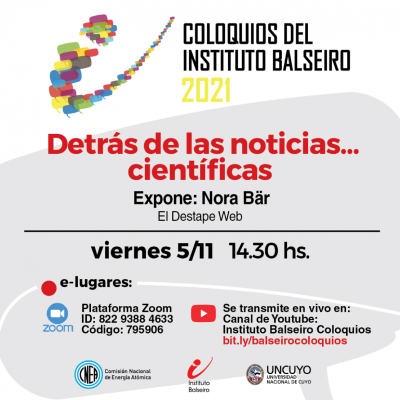 COLOQUIOS DEL
INSTITUTO BALSEIRO
2021
Detrás de las noticias...
científicas
Expone: Nora Bär
El Destape Web
viernes 5/11 14.30 hs.
e-lugares:
zoom
Plataforma Zoom
ID: 822 9388 4633
Código: 795906
Se transmite en vivo en:
Canal de Youtube:
Instituto Balseiro Coloquios
bit.ly/balseirocoloquios
CNEA
Comisión Nacional
de Energía Atómica
Instituto
Balseiro
UNCUYO
UNIVERSIDAD
NACIONAL DE CUYO